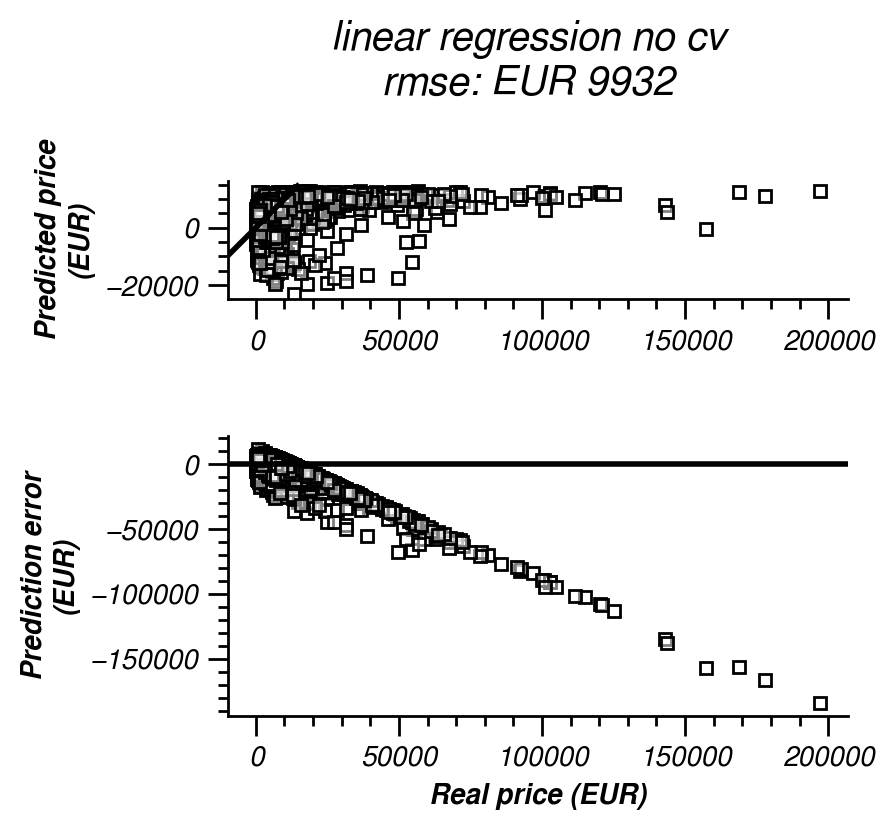 linear regression no cv
rmse: EUR 9932
Predicted price
(EUR)
0
−20000
0 50000 100000 150000 200000
Prediction error
(EUR)
0
−50000
−100000
−150000
0 50000 100000 150000 200000
Real price (EUR)